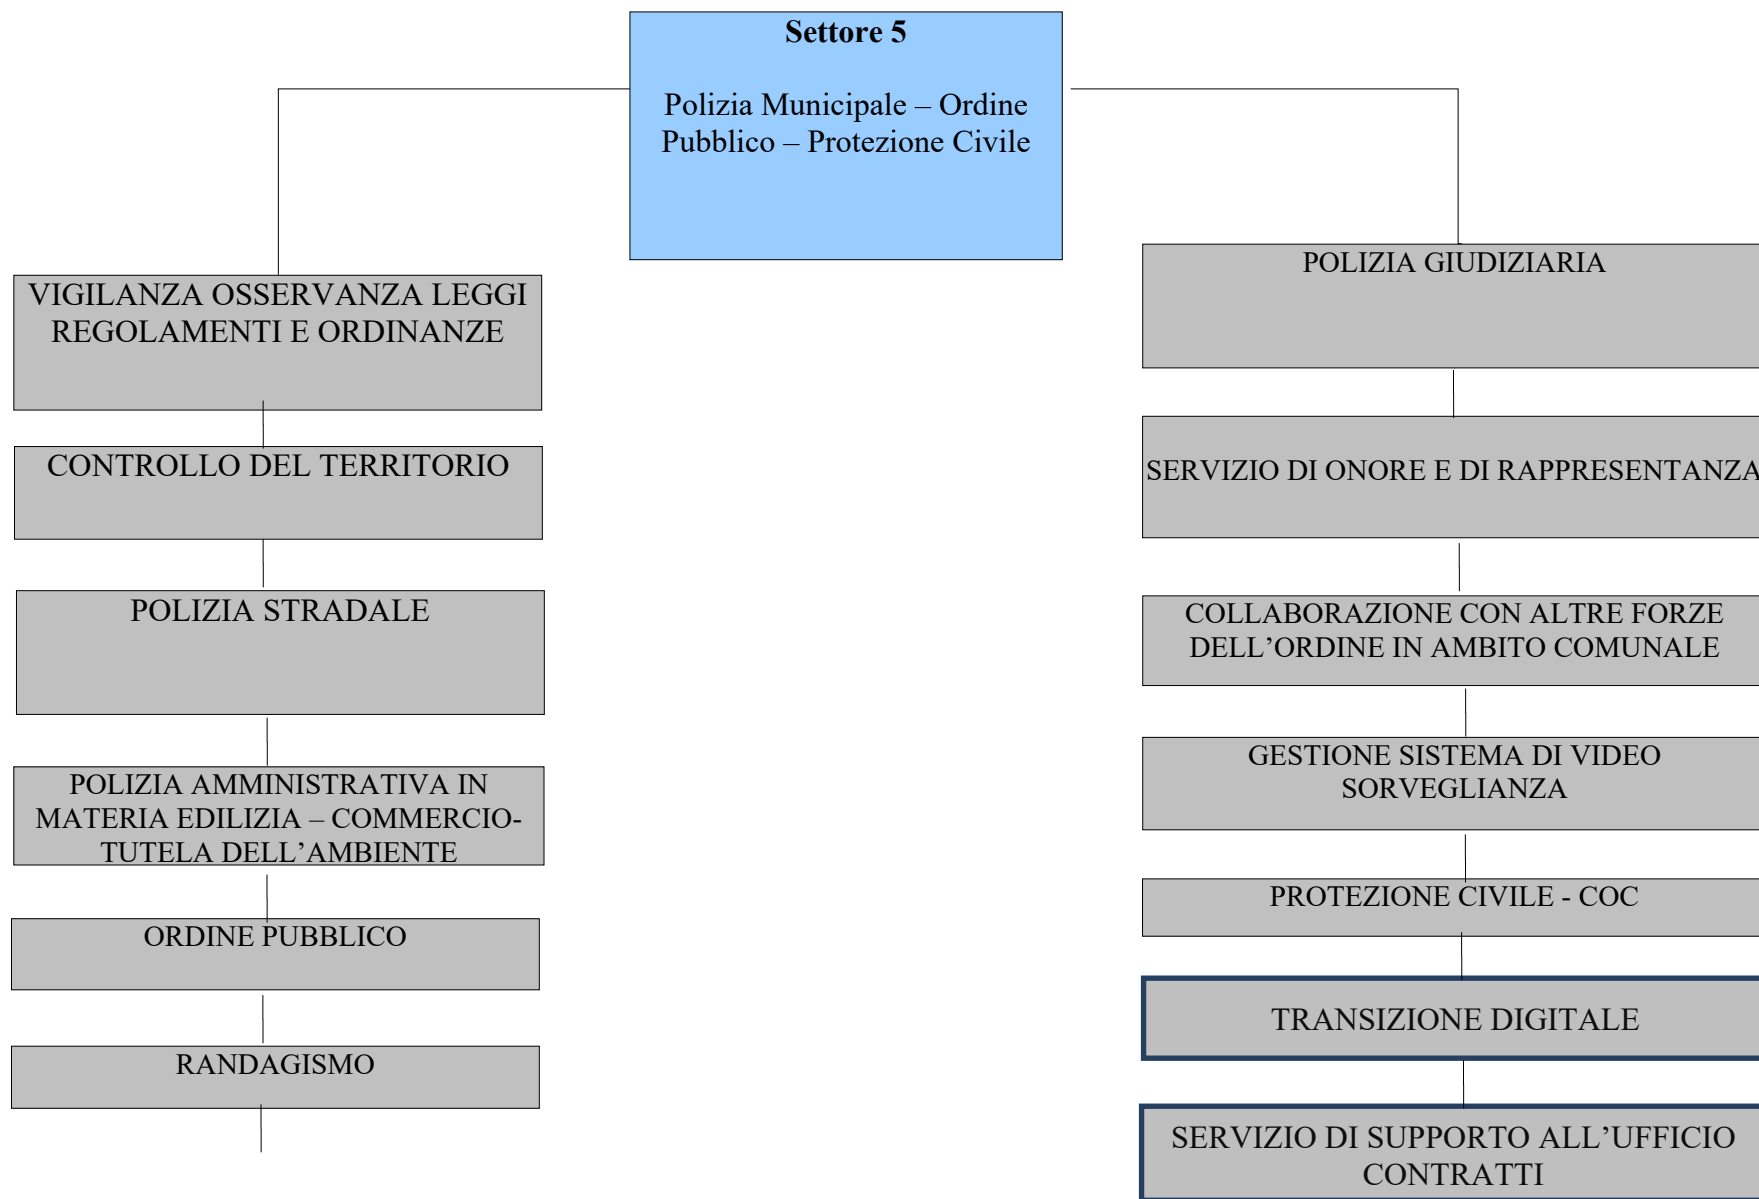 Settore 5
Polizia Municipale – Ordine
Pubblico – Protezione Civile
VIGILANZA OSSERVANZA LEGGI
REGOLAMENTI E ORDINANZE
CONTROLLO DEL TERRITORIO
POLIZIA STRADALE
POLIZIA AMMINISTRATIVA IN
MATERIA EDILIZIA – COMMERCIO-
TUTELA DELL’AMBIENTE
ORDINE PUBBLICO
RANDAGISMO
POLIZIA GIUDIZIARIA
SERVIZIO DI ONORE E DI RAPPRESENTANZA
COLLABORAZIONE CON ALTRE FORZE
DELL’ORDINE IN AMBITO COMUNALE
GESTIONE SISTEMA DI VIDEO
SORVEGLIANZA
PROTEZIONE CIVILE - COC
TRANSIZIONE DIGITALE
SERVIZIO DI SUPPORTO ALL’UFFICIO
CONTRATTI